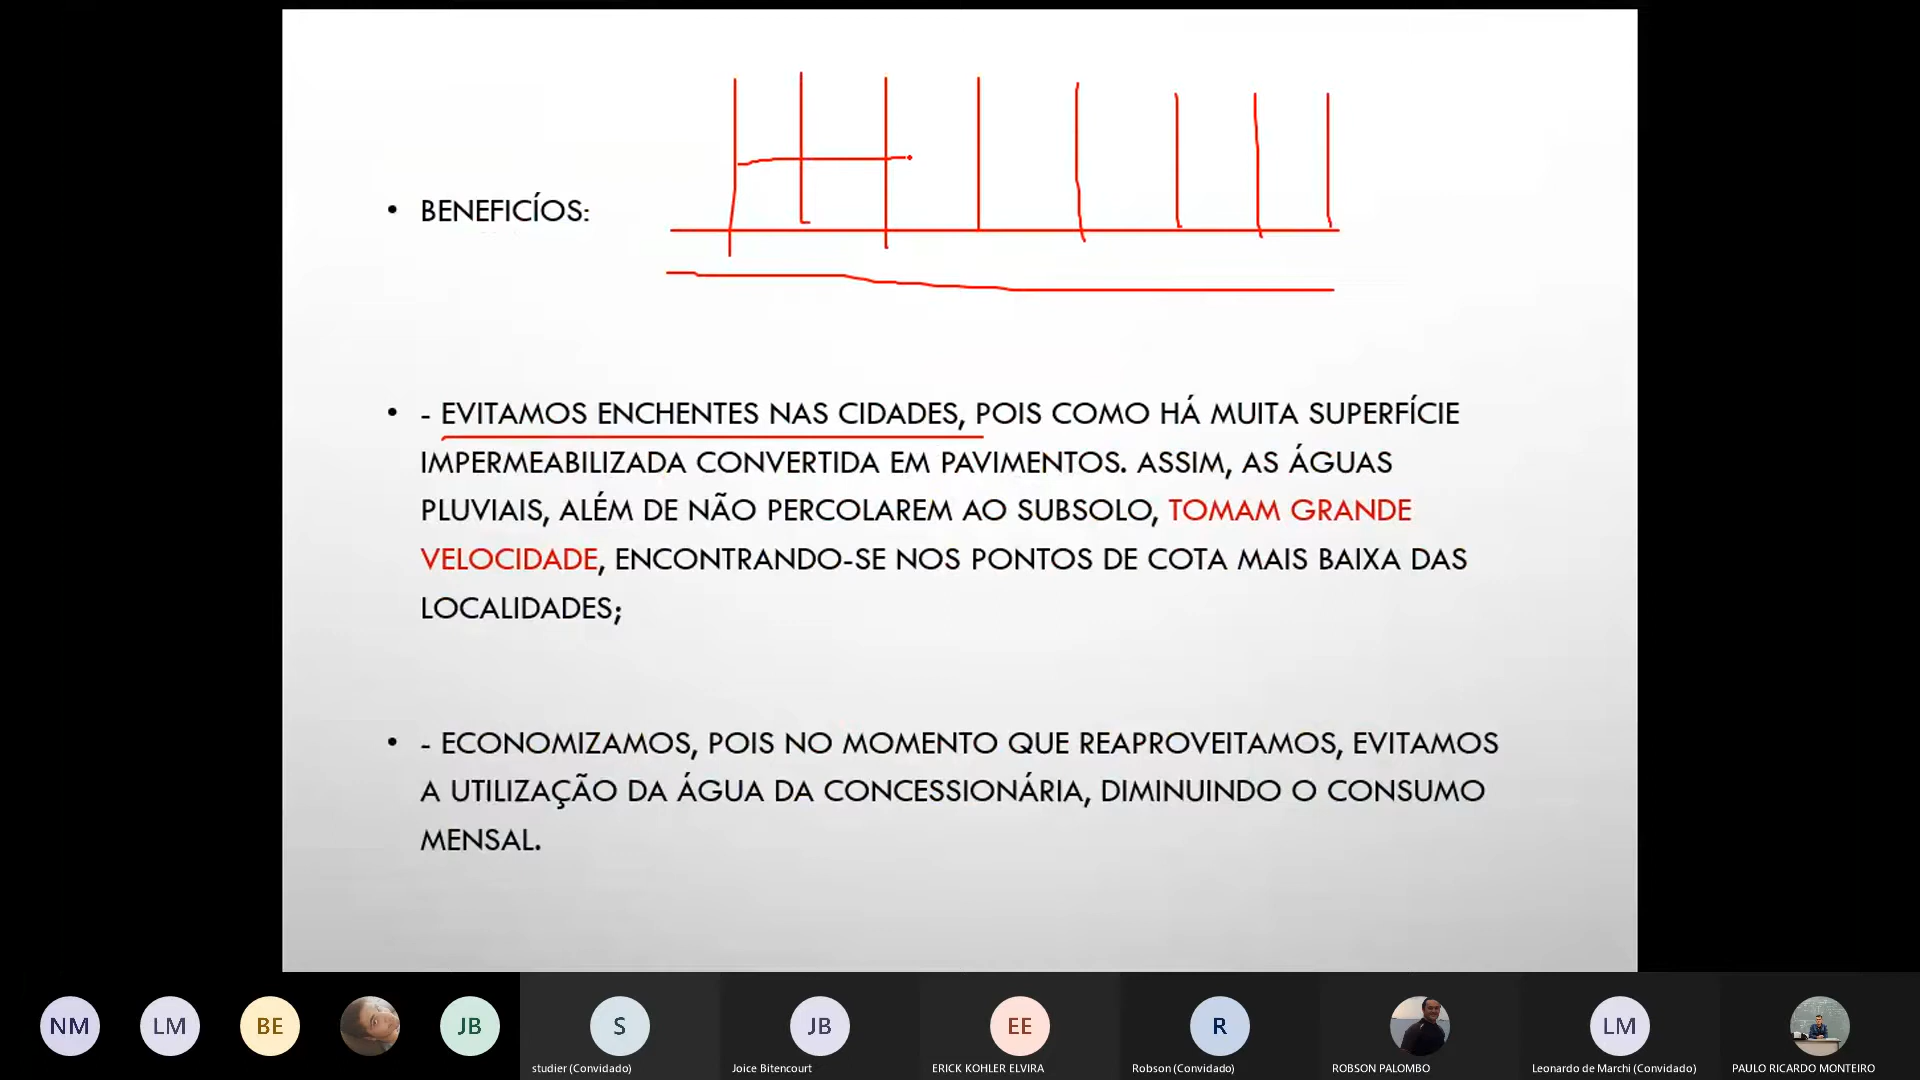 • BENEFICÍOS:
• - EVITAMOS ENCHENTES NAS CIDADES, POIS COMO HÁ MUITA SUPERFÍCIE
IMPERMEABILIZADA CONVERTIDA EM PAVIMENTOS. ASSIM, AS ÁGUAS
PLUVIAIS, ALÉM DE NÃO PERCOLAREM AO SUBSOLO, TOMAM GRANDE
VELOCIDADE, ENCONTRANDO-SE NOS PONTOS DE COTA MAIS BAIXA DAS
LOCALIDADES;
• - ECONOMIZAMOS, POIS NO MOMENTO QUE REAPROVEITAMOS, EVITAMOS
A UTILIZAÇÃO DA ÁGUA DA CONCESSIONÁRIA, DIMINUINDO O CONSUMO
MENSAL.
NM LM BE JB S JB EE R LM
studier (Convidado) Joice Bitencourt ERICK KOHLER ELVIRA Robson (Convidado) ROBSON PALOMBO Leonardo de Marchi (Convidado) PAULO RICARDO MONTEIRO